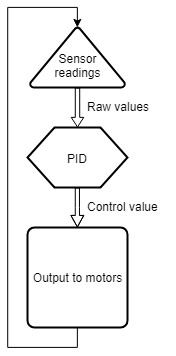 Sensor
readings
Raw values
PID
Control value
Output to motors